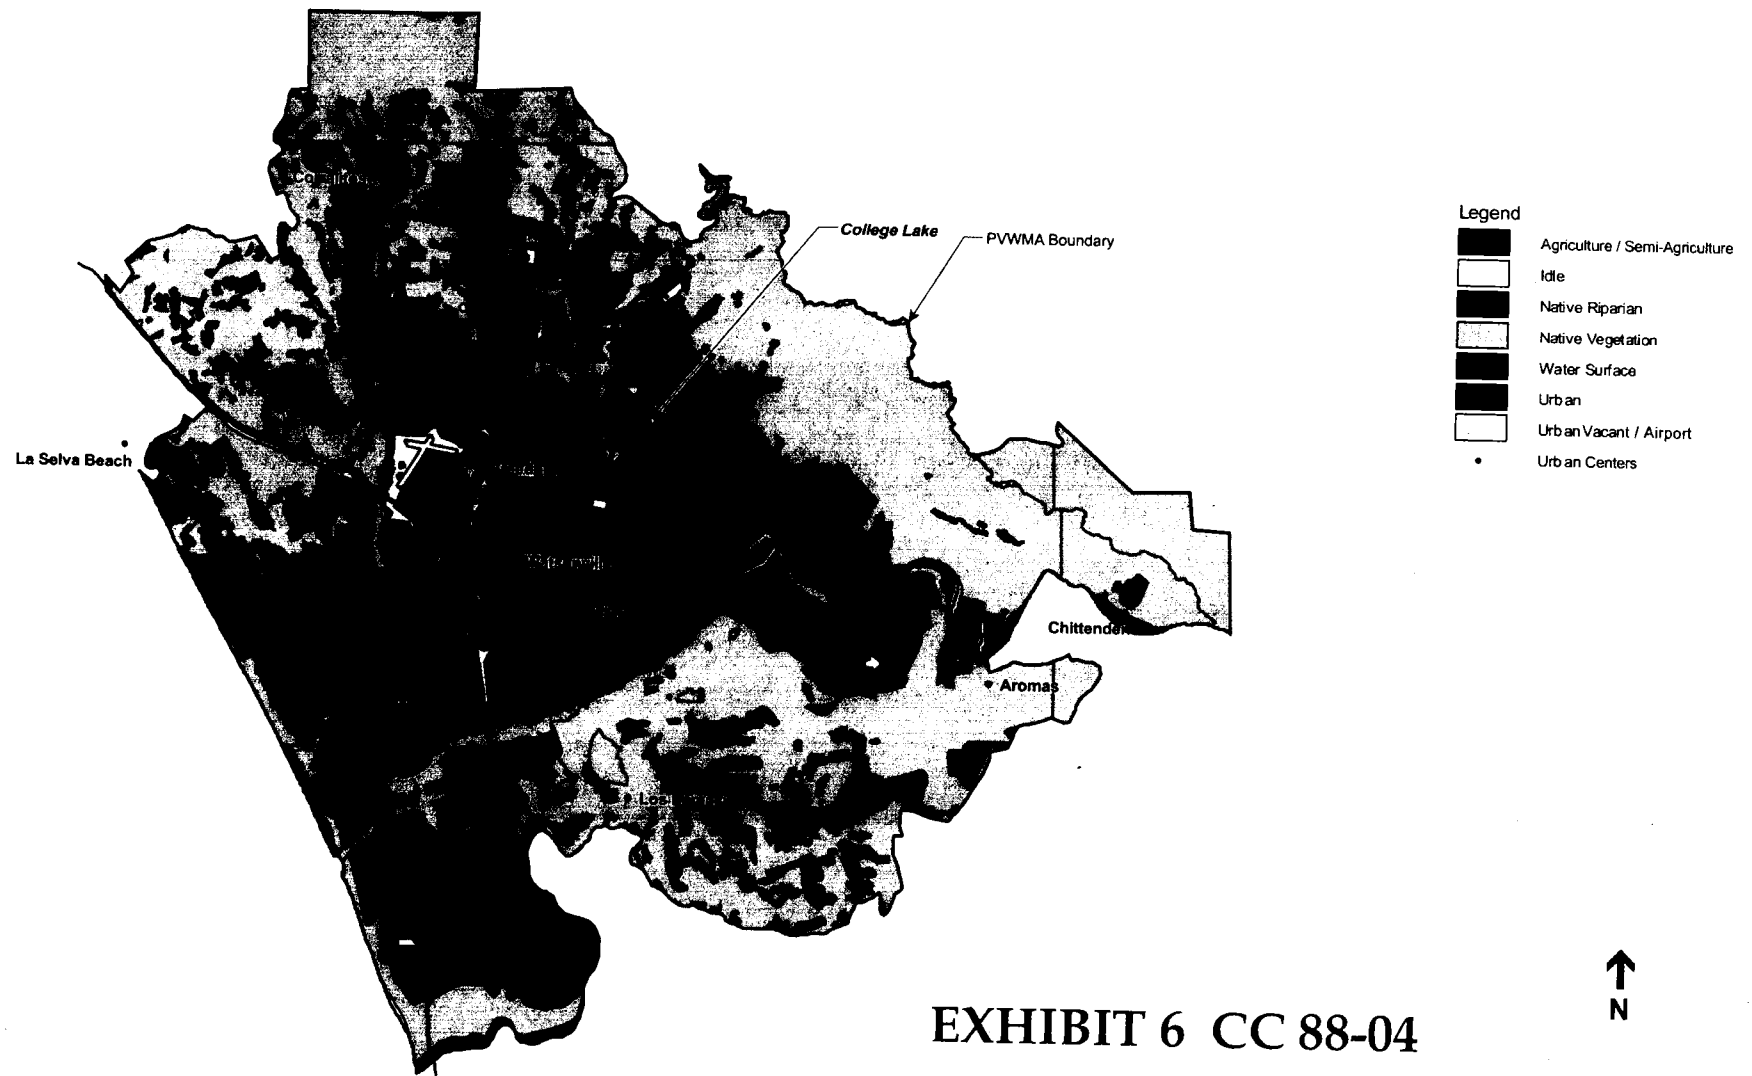 College Lake
PVWMA Boundary
La Selva Beach
Chittenden
Aromas
Legend
Agriculture / Semi-Agriculture
Idle
Native Riparian
Native Vegetation
Water Surface
Urban
Urban Vacant / Airport
Urban Centers
N
EXHIBIT 6 CC 88-04